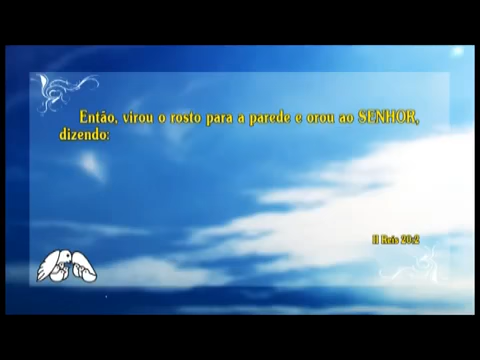 Então, virou o rosto para a parede e orou ao SENHOR,
dizendo:
II Reis 20:2